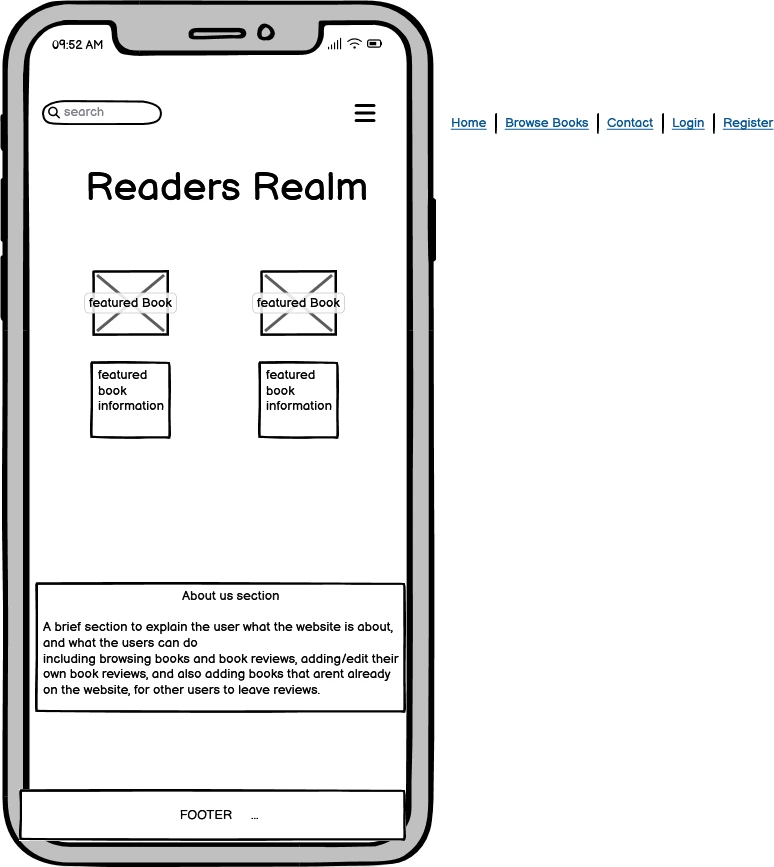 09:52 AM
search
Home | Browse Books | Contact | Login | Register
Readers Realm
featured Book
featured Book
featured
book
information
featured
book
information
About us section
A brief section to explain the user what the website is about,
and what the users can do
including browsing books and book reviews, adding/edit their
own book reviews, and also adding books that arent already
on the website, for other users to leave reviews.
FOOTER ...